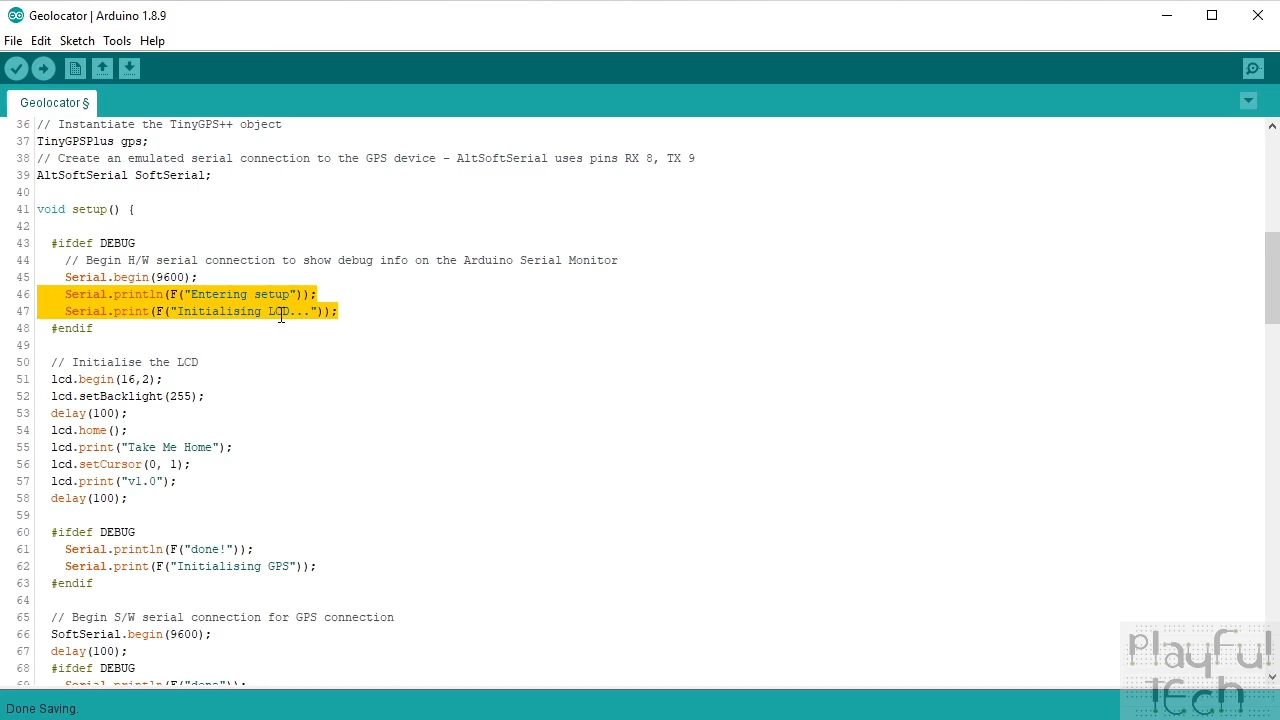 Geolocator | Arduino 1.8.9
File Edit Sketch Tools Help
Geolocator §
36 // Instantiate the TinyGPS++ object
37 TinyGPSPlus gps;
38 // Create an emulated serial connection to the GPS device - AltSoftSerial uses pins RX 8, TX 9
39 AltSoftSerial SoftSerial;
40
41 void setup() {
42
43 #ifdef DEBUG
44 // Begin H/W serial connection to show debug info on the Arduino Serial Monitor
45 Serial.begin(9600);
46 Serial.println(F("Entering setup"));
47 Serial.print(F("Initialising LCD..."));
48 #endif
49
50 // Initialise the LCD
51 lcd.begin(16,2);
52 lcd.setBacklight(255);
53 delay(100);
54 lcd.home();
55 lcd.print("Take Me Home");
56 lcd.setCursor(0, 1);
57 lcd.print("v1.0");
58 delay(100);
59
60 #ifdef DEBUG
61 Serial.println(F("done!"));
62 Serial.print(F("Initialising GPS"));
63 #endif
64
65 // Begin S/W serial connection for GPS connection
66 SoftSerial.begin(9600);
67 delay(100);
68 #ifdef DEBUG
69 Serial.println(F("done"));
Done Saving.
Playful
tEch